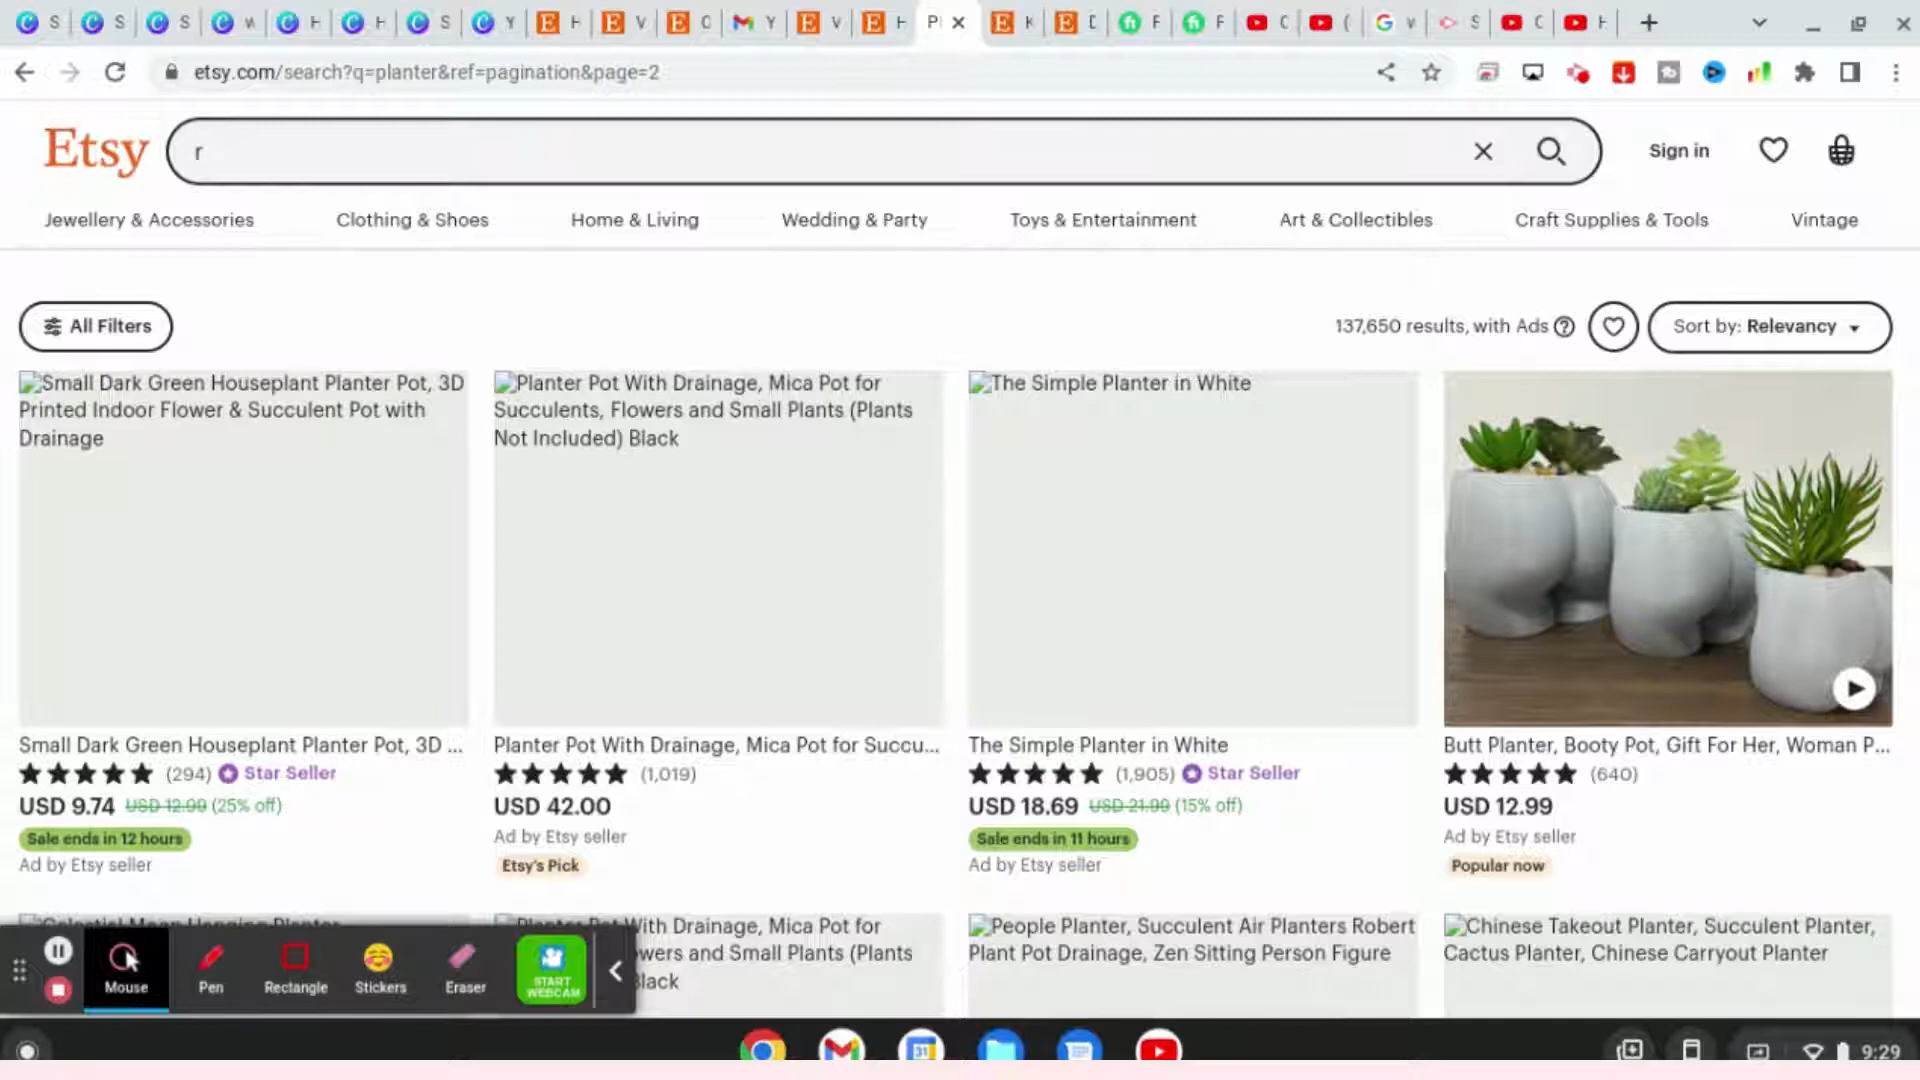 S
S
S
W
H
H
S
Y
H
V
C
Y
V
H
P
K
D
F
F
C
(
S
C
H
etsy.com/search?q=planter&ref=pagination&page=2
Etsy
r
Sign in
Jewellery & Accessories
Clothing & Shoes
Home & Living
Wedding & Party
Toys & Entertainment
Art & Collectibles
Craft Supplies & Tools
Vintage
All Filters
137,650 results, with Ads
Sort by: Relevancy
Small Dark Green Houseplant Planter Pot, 3D
Printed Indoor Flower & Succulent Pot with
Drainage
Planter Pot With Drainage, Mica Pot for
Succulents, Flowers and Small Plants (Plants
Not Included) Black
The Simple Planter in White
Small Dark Green Houseplant Planter Pot, 3D ...
(294) Star Seller
USD 9.74 USD 12.99 (25% off)
Sale ends in 12 hours
Ad by Etsy seller
Planter Pot With Drainage, Mica Pot for Succu...
(1,019)
USD 42.00
Ad by Etsy seller
Etsy's Pick
The Simple Planter in White
(1,905) Star Seller
USD 18.69 USD 21.99 (15% off)
Sale ends in 11 hours
Ad by Etsy seller
Butt Planter, Booty Pot, Gift For Her, Woman P...
(640)
USD 12.99
Ad by Etsy seller
Popular now
Celestial Moon Hanging Planter
With Drainage, Mica Pot for
owers and Small Plants (Plants
lack
People Planter, Succulent Air Planters Robert
Plant Pot Drainage, Zen Sitting Person Figure
Chinese Takeout Planter, Succulent Planter,
Cactus Planter, Chinese Carryout Planter
Mouse
Pen
Rectangle
Stickers
Eraser
START
WEBCAM
31
9:29